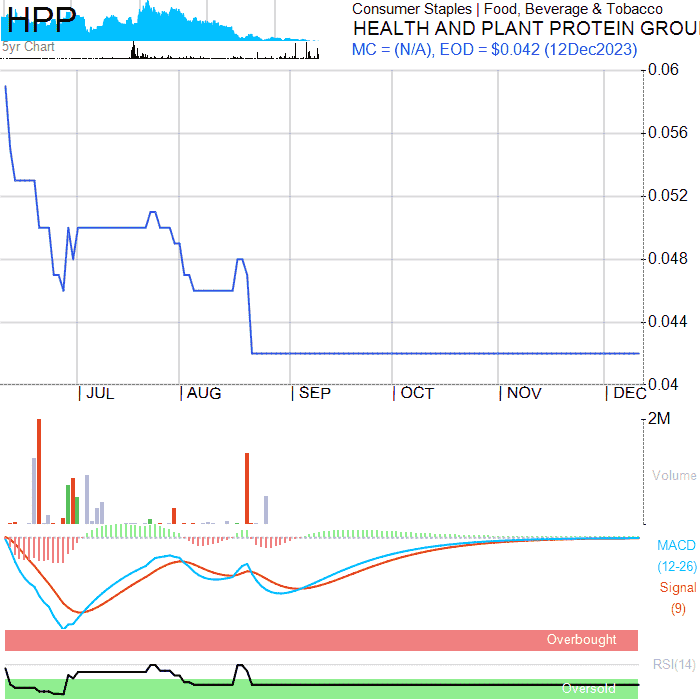 HPP
5yr Chart
Consumer Staples | Food, Beverage & Tobacco
HEALTH AND PLANT PROTEIN GROU
MC = (N/A), EOD = $0.042 (12Dec2023)
0.06
0.056
0.052
0.048
0.044
0.04
JUL AUG SEP OCT NOV DEC
2M
Volume
MACD
(12-26)
Signal
(9)
Overbought
RSI(14)
Oversold